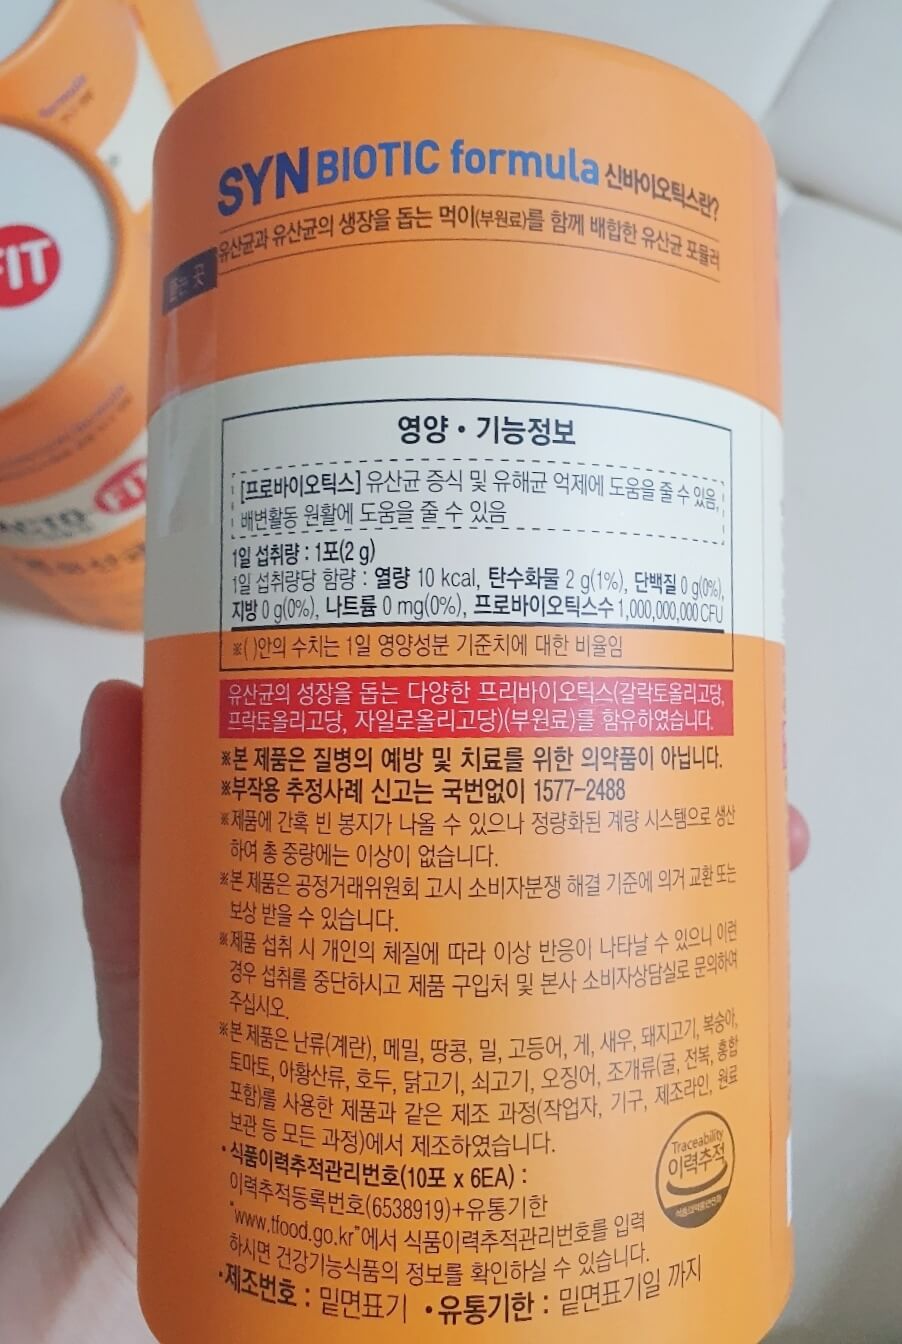 SYNBIOTIC formula 신바이오틱스란?
유산균과 유산균의 생장을 돕는 먹이(부원료)를 함께 배합한 유산균 포뮬러
뜯는 곳
FIT
formula
ACTO
FIT
영양·기능정보
[프로바이오틱스] 유산균 증식 및 유해균 억제에 도움을 줄 수 있음,
배변활동 원활에 도움을 줄 수 있음
1일 섭취량 : 1포(2 g)
1일 섭취량당 함량 : 열량 10 kcal, 탄수화물 2 g(1%), 단백질 0 g(0%),
지방 0 g(0%), 나트륨 0 mg(0%), 프로바이오틱스수 1,000,000,000 CFU
※( )안의 수치는 1일 영양성분 기준치에 대한 비율임
유산균의 성장을 돕는 다양한 프리바이오틱스(갈락토올리고당,
프락토올리고당, 자일로올리고당)(부원료)를 함유하였습니다.
※본 제품은 질병의 예방 및 치료를 위한 의약품이 아닙니다.
※부작용 추정사례 신고는 국번없이 1577-2488
※제품에 간혹 빈 봉지가 나올 수 있으나 정량화된 계량 시스템으로 생산
하여 총 중량에는 이상이 없습니다.
※본 제품은 공정거래위원회 고시 소비자분쟁 해결 기준에 의거 교환 또는
보상 받을 수 있습니다.
※제품 섭취 시 개인의 체질에 따라 이상 반응이 나타날 수 있으니 이런
경우 섭취를 중단하시고 제품 구입처 및 본사 소비자상담실로 문의하여
주십시오.
※본 제품은 난류(계란), 메밀, 땅콩, 밀, 고등어, 게, 새우, 돼지고기, 복숭아,
토마토, 아황산류, 호두, 닭고기, 쇠고기, 오징어, 조개류(굴, 전복, 홍합
포함)를 사용한 제품과 같은 제조 과정(작업자, 기구, 제조라인, 원료
보관 등 모든 과정)에서 제조하였습니다.
·식품이력추적관리번호(10포 x 6EA) :
이력추적등록번호(6538919)+유통기한
"www.tfood.go.kr"에서 식품이력추적관리번호를 입력
하시면 건강기능식품의 정보를 확인하실 수 있습니다.
Traceability
이력추적
식품의약품안전처
·제조번호 : 밑면표기 ·유통기한 : 밑면표기일 까지